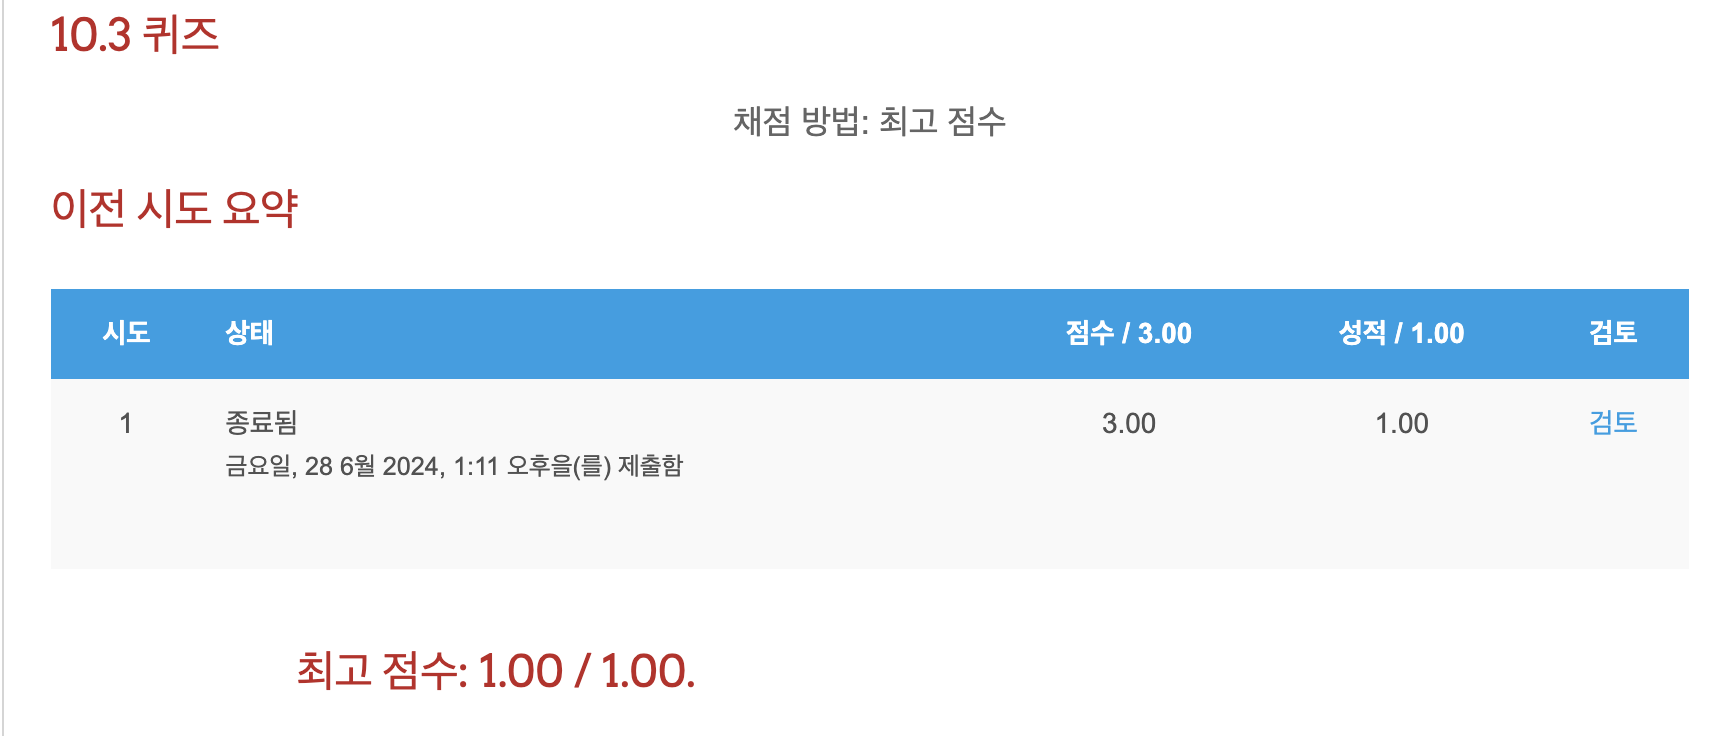 10.3 퀴즈
채점 방법: 최고 점수
이전 시도 요약
시도 상태 점수 / 3.00 성적 / 1.00 검토
1 종료됨 3.00 1.00 검토
금요일, 28 6월 2024, 1:11 오후을(를) 제출함
최고 점수: 1.00 / 1.00.